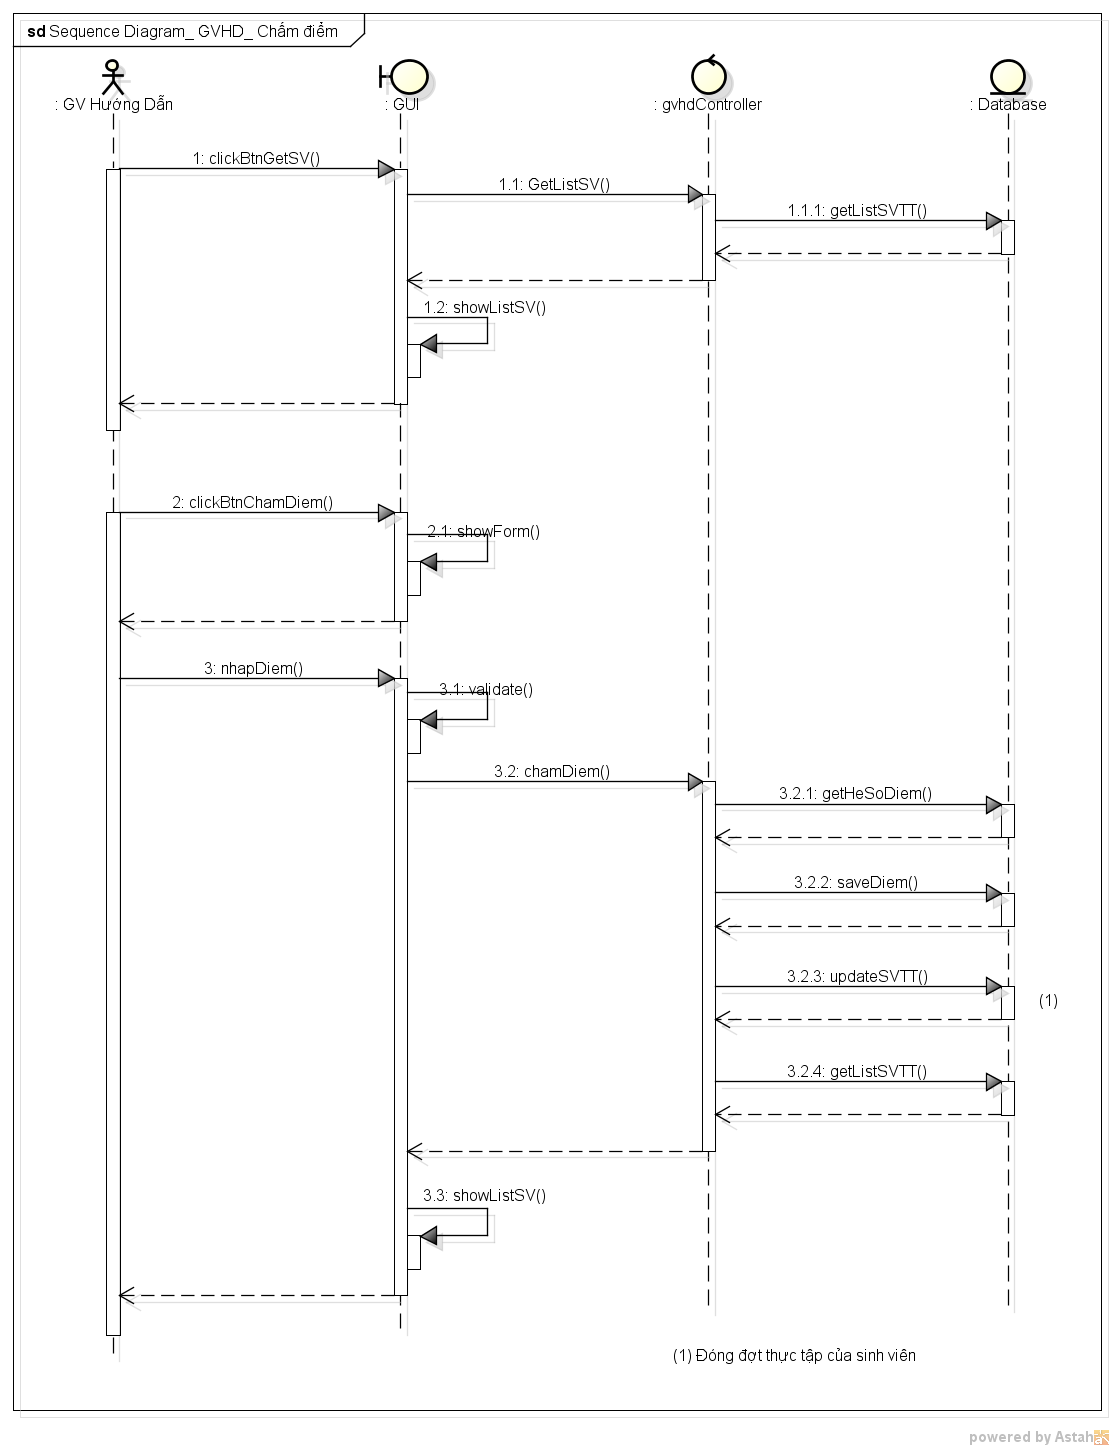 sd Sequence Diagram_ GVHD_ Chấm điểm
: GV Hướng Dẫn
: GUI
: gvhdController
: Database
1: clickBtnGetSV()
1.1: GetListSV()
1.1.1: getListSVTT()
1.2: showListSV()
2: clickBtnChamDiem()
2.1: showForm()
3: nhapDiem()
3.1: validate()
3.2: chamDiem()
3.2.1: getHeSoDiem()
3.2.2: saveDiem()
3.2.3: updateSVTT()
(1)
3.2.4: getListSVTT()
3.3: showListSV()
(1) Đóng đợt thực tập của sinh viên
powered by Astah